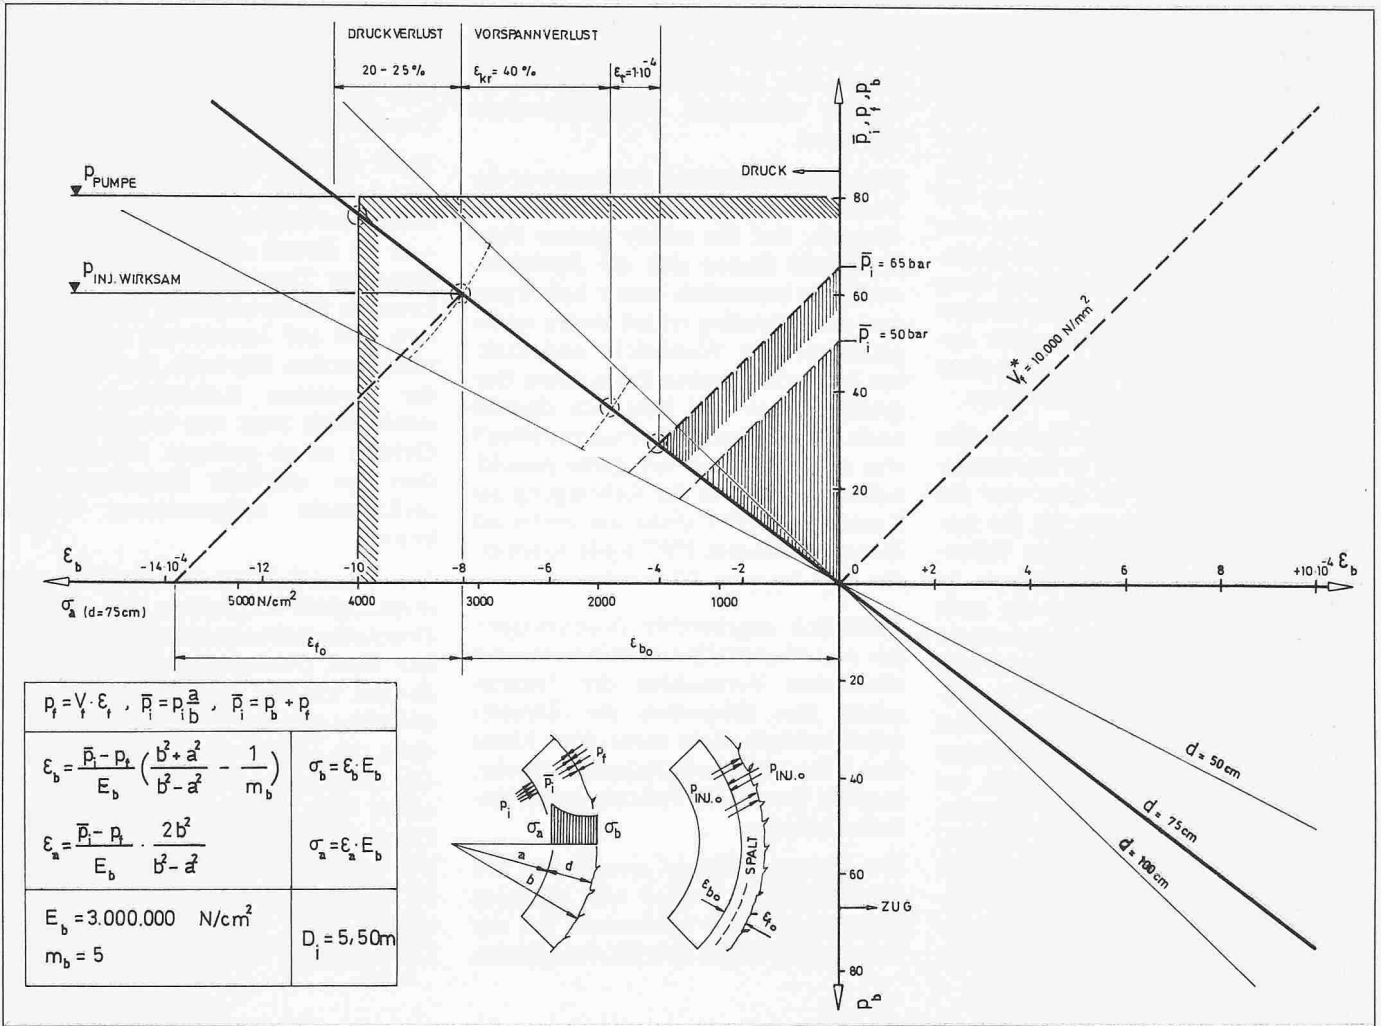 DRUCKVERLUST
VORSPANNVERLUST
20 - 25 %
ε_kr = 40 %
ε_τ = 1·10⁻⁴
p̄_i, p_f, p_b
p_PUMPE
DRUCK
80
p̄_i = 65 bar
p_INJ. WIRKSAM
60
p̄_i = 50 bar
V_f* = 10.000 N/mm²
40
20
ε_b
-14·10⁻⁴
-12
-10
-8
-6
-4
-2
0
+2
4
6
8
+10·10⁻⁴ ε_b
σ_a (d=75cm)
5000 N/cm²
4000
3000
2000
1000
ε_f₀
ε_b₀
20
p_f = V_f · ε_f , p̄_i = p_i a/b , p̄_i = p_b + p_f
ε_b = (p̄_i - p_f)/E_b ((b² + a²)/(b² - a²) - 1/m_b)
σ_b = ε_b · E_b
ε_a = (p̄_i - p_f)/E_b · 2b²/(b² - a²)
σ_a = ε_a · E_b
E_b = 3.000.000 N/cm²
m_b = 5
D_i = 5,50m
p_f
p̄_i
p_i
σ_a
σ_b
a
d
b
p_INJ.₀
p_INJ.₀
SPALT
ε_b₀
ε_f₀
d = 50cm
40
d = 75cm
d = 100cm
60
ZUG
80
p_b